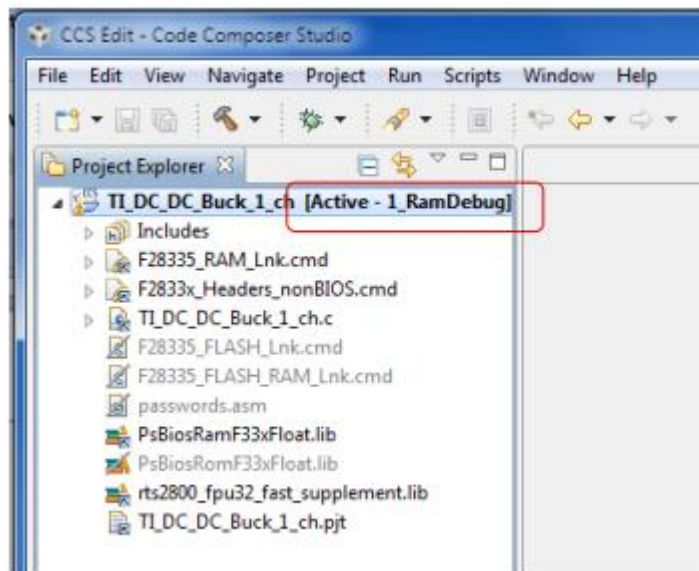 CCS Edit - Code Composer Studio
File Edit View Navigate Project Run Scripts Window Help
Project Explorer
TI_DC_DC_Buck_1_ch [Active - 1_RamDebug]
Includes
F28335_RAM_Lnk.cmd
F2833x_Headers_nonBIOS.cmd
TI_DC_DC_Buck_1_ch.c
F28335_FLASH_Lnk.cmd
F28335_FLASH_RAM_Lnk.cmd
passwords.asm
PsBiosRamF33xFloat.lib
PsBiosRomF33xFloat.lib
rts2800_fpu32_fast_supplement.lib
TI_DC_DC_Buck_1_ch.pjt